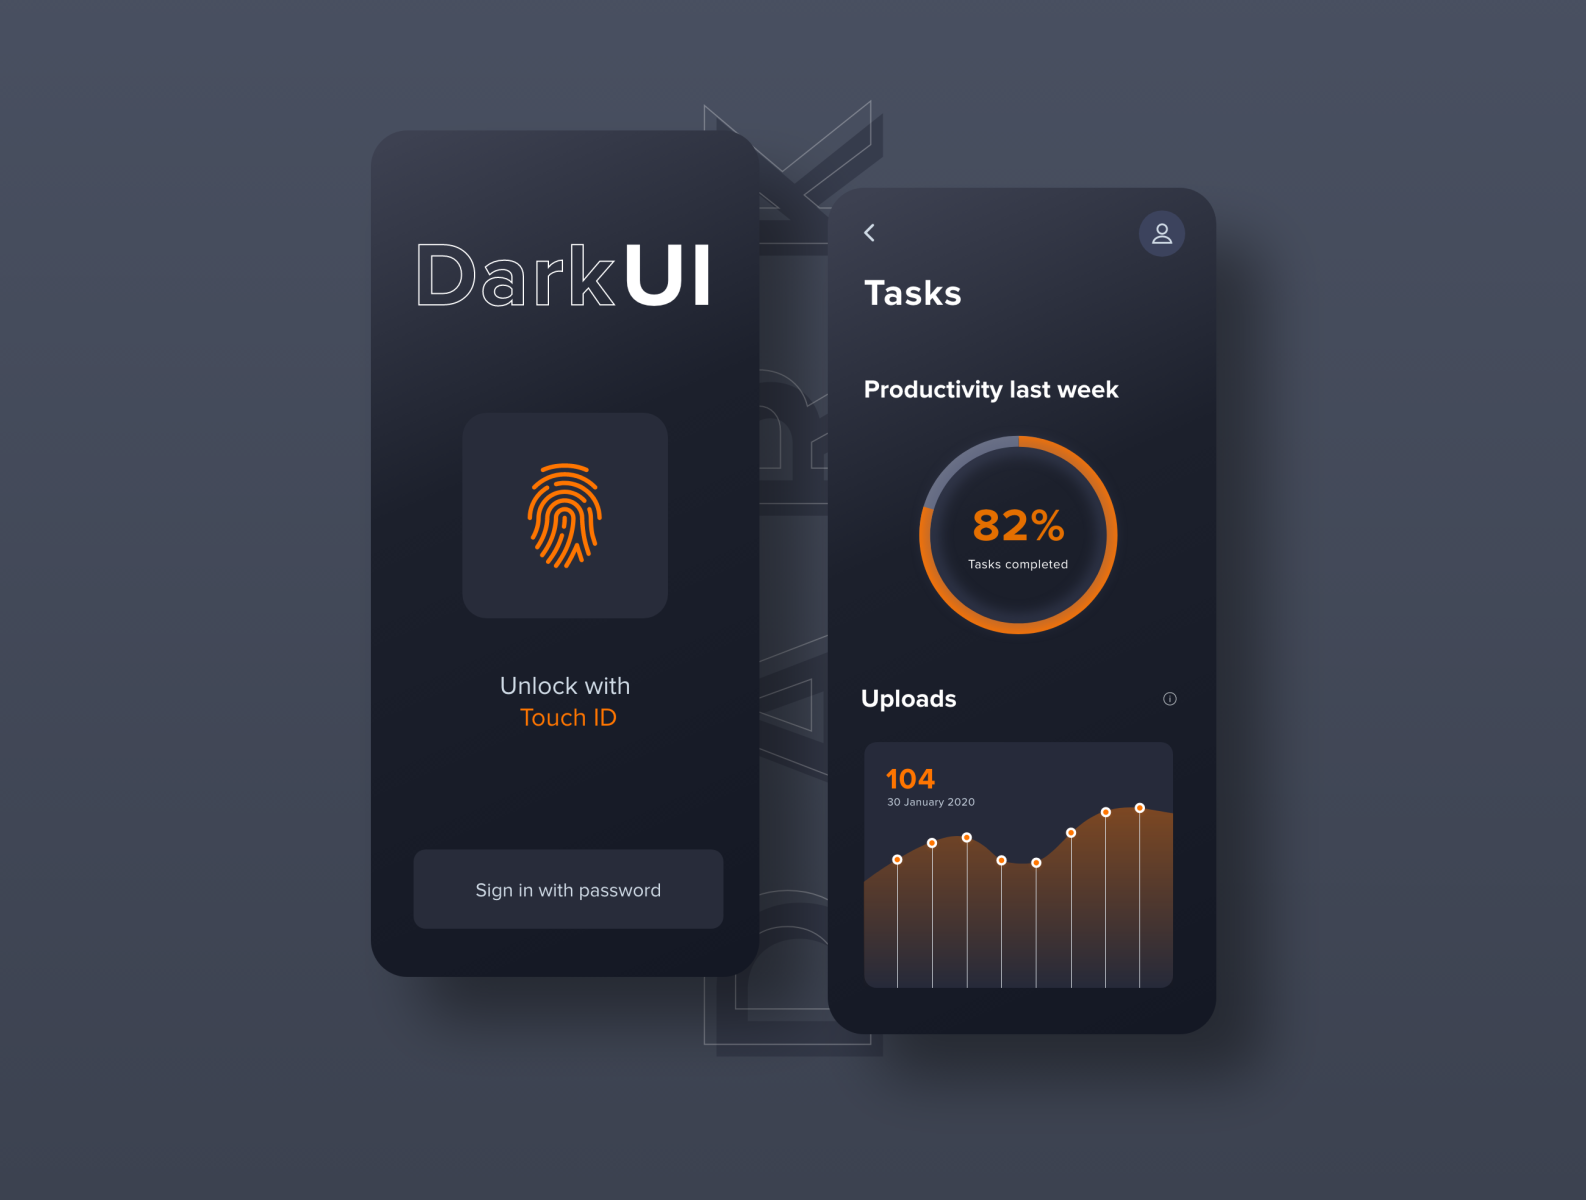 DarkUI
Unlock with
Touch ID
Sign in with password
DARK
Tasks
Productivity last week
82%
Tasks completed
Uploads
104
30 January 2020